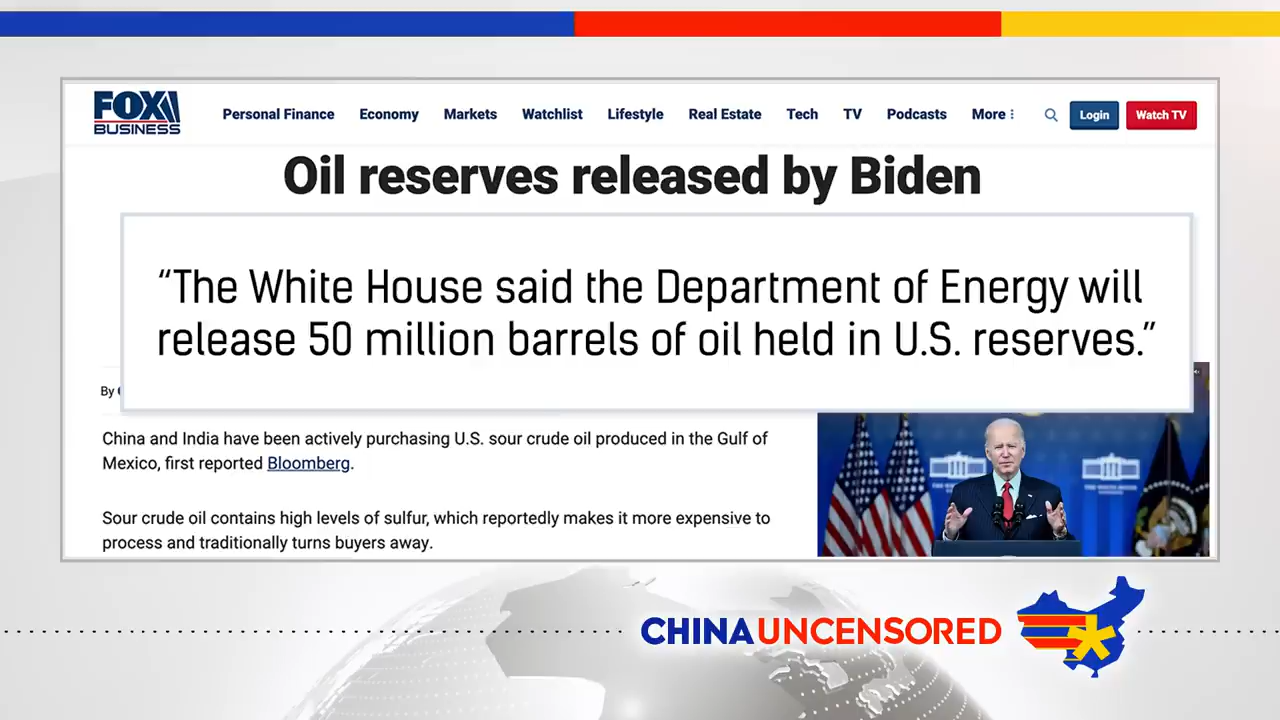 FOX
BUSINESS
Personal Finance Economy Markets Watchlist Lifestyle Real Estate Tech TV Podcasts More Login Watch TV
Oil reserves released by Biden
“The White House said the Department of Energy will
release 50 million barrels of oil held in U.S. reserves.”
By
China and India have been actively purchasing U.S. sour crude oil produced in the Gulf of
Mexico, first reported Bloomberg.
Sour crude oil contains high levels of sulfur, which reportedly makes it more expensive to
process and traditionally turns buyers away.
CHINAUNCENSORED